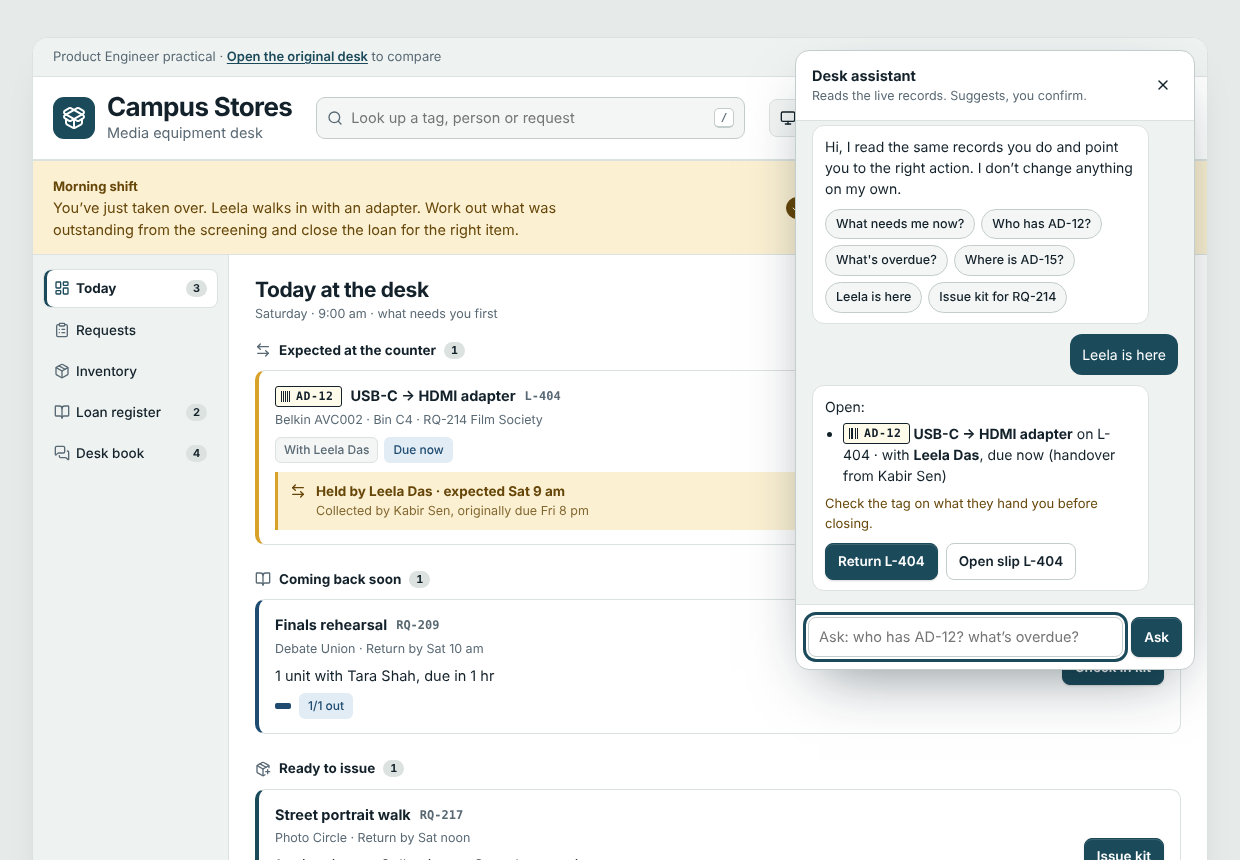 Product Engineer practical · Open the original desk to compare
Campus Stores
Media equipment desk
Look up a tag, person or request
/
Morning shift
You’ve just taken over. Leela walks in with an adapter. Work out what was
outstanding from the screening and close the loan for the right item.
Today 3
Requests
Inventory
Loan register 2
Desk book 4
Today at the desk
Saturday · 9:00 am · what needs you first
Expected at the counter 1
AD-12 USB-C → HDMI adapter L-404
Belkin AVC002 · Bin C4 · RQ-214 Film Society
With Leela Das Due now
Held by Leela Das · expected Sat 9 am
Collected by Kabir Sen, originally due Fri 8 pm
Coming back soon 1
Finals rehearsal RQ-209
Debate Union · Return by Sat 10 am
1 unit with Tara Shah, due in 1 hr
1/1 out
Ready to issue 1
Street portrait walk RQ-217
Photo Circle · Return by Sat noon
Issue kit
Desk assistant
Reads the live records. Suggests, you confirm.
Hi, I read the same records you do and point
you to the right action. I don’t change anything
on my own.
What needs me now? Who has AD-12?
What's overdue? Where is AD-15?
Leela is here Issue kit for RQ-214
Leela is here
Open:
• AD-12 USB-C → HDMI adapter on L-
404 · with Leela Das, due now (handover
from Kabir Sen)
Check the tag on what they hand you before
closing.
Return L-404 Open slip L-404
Ask: who has AD-12? what’s overdue?
Ask